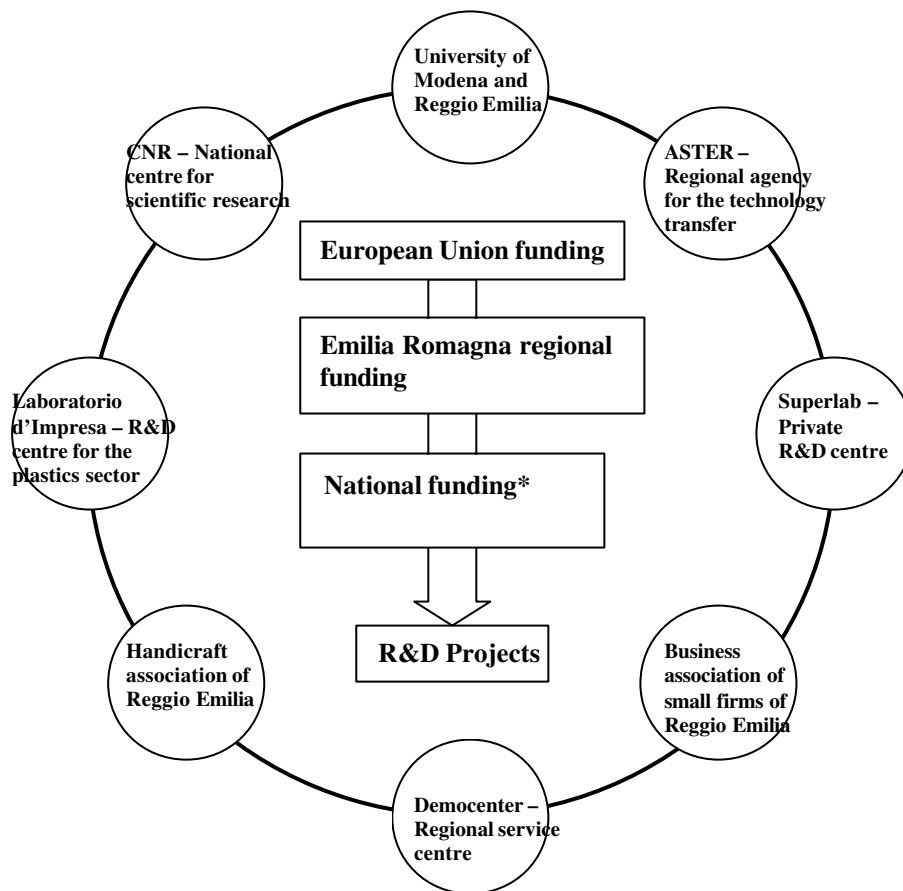 University of
Modena and
Reggio Emilia
CNR – National
centre for
scientific research
ASTER –
Regional agency
for the technology
transfer
European Union funding
Emilia Romagna regional
funding
National funding*
R&D Projects
Laboratorio
d'Impresa – R&D
centre for the
plastics sector
Superlab –
Private
R&D centre
Handicraft
association of
Reggio Emilia
Business
association of
small firms of
Reggio Emilia
Democenter –
Regional service
centre